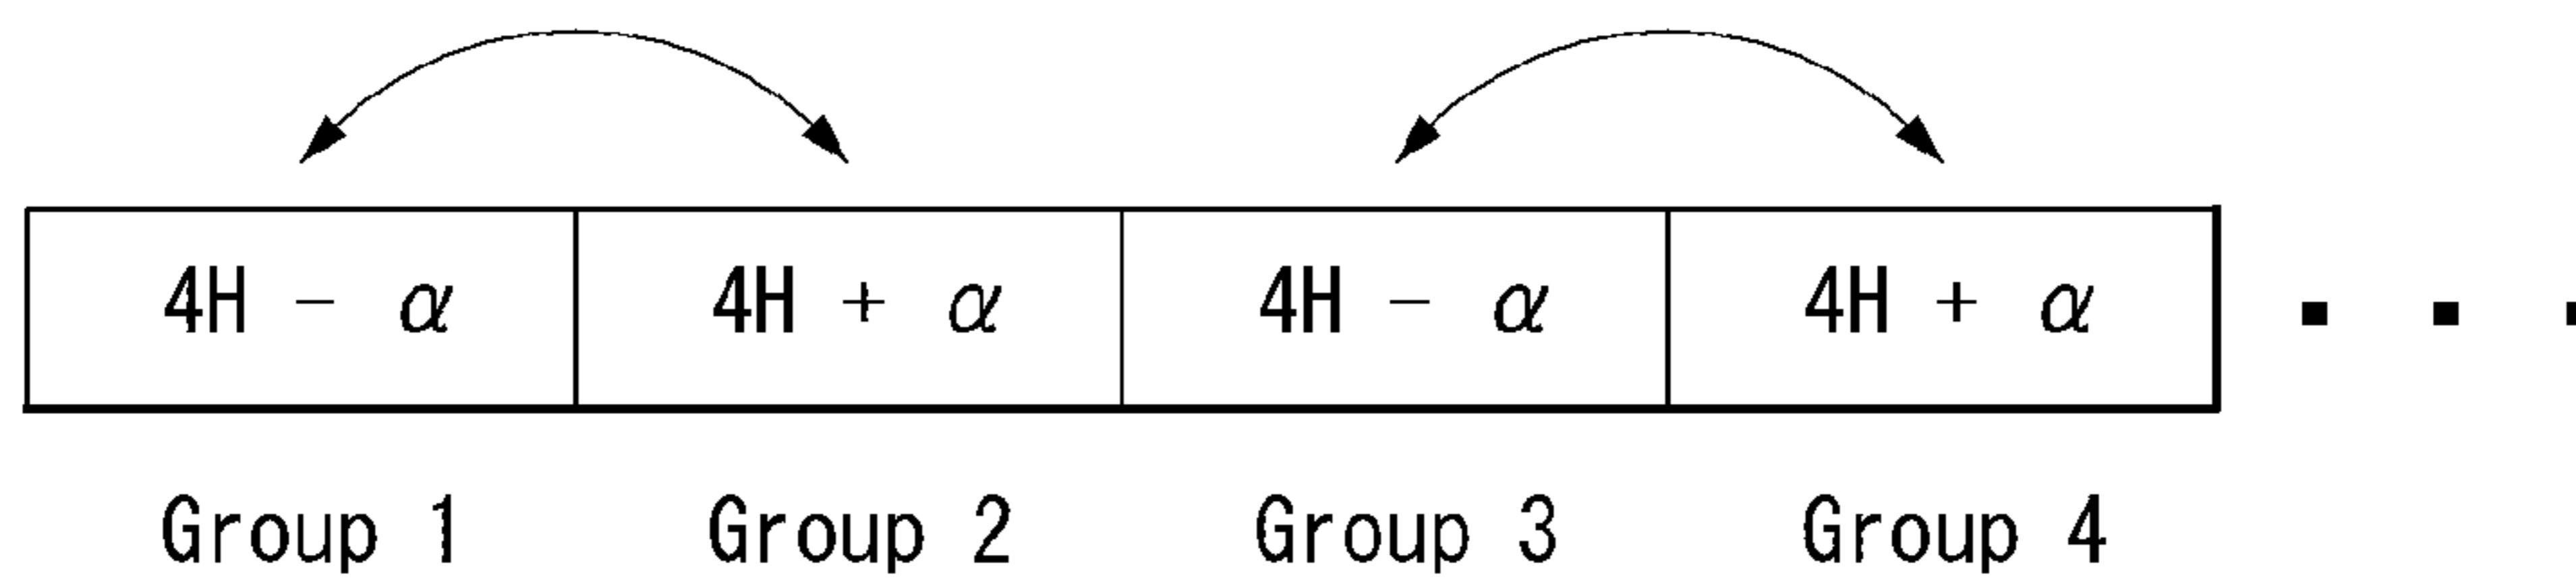 4H - α 4H + α 4H - α 4H + α ▪ ▪ ▪
Group 1 Group 2 Group 3 Group 4